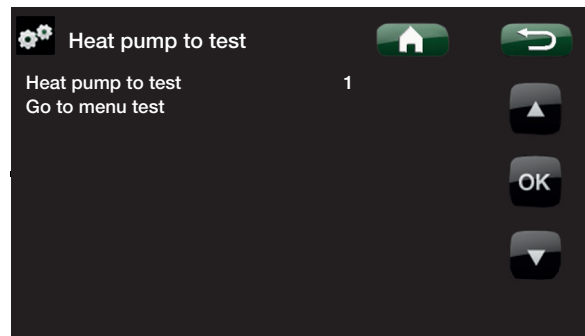 Heat pump to test
Heat pump to test 1
Go to menu test
OK